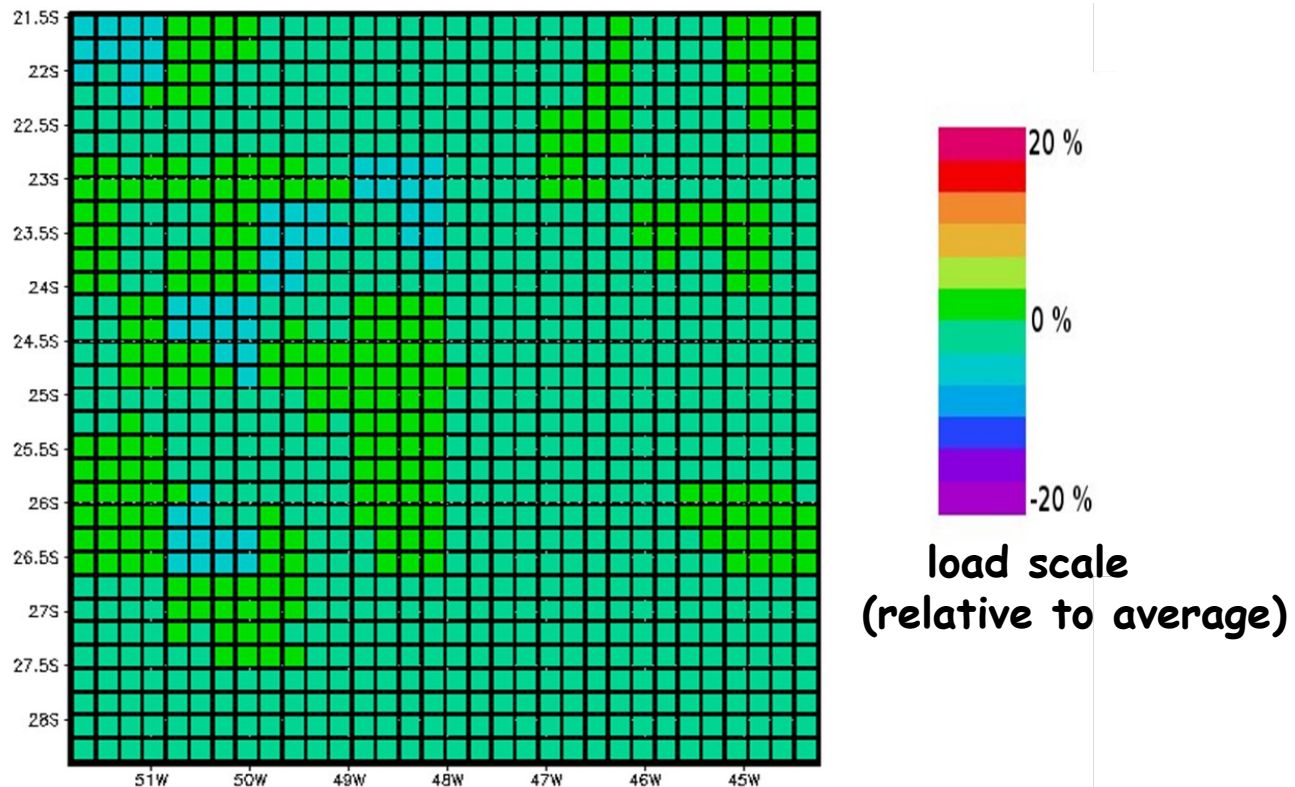 21.5S
22S
22.5S
23S
23.5S
24S
24.5S
25S
25.5S
26S
26.5S
27S
27.5S
28S
51W 50W 49W 48W 47W 46W 45W
20 %
0 %
-20 %
load scale
(relative to average)